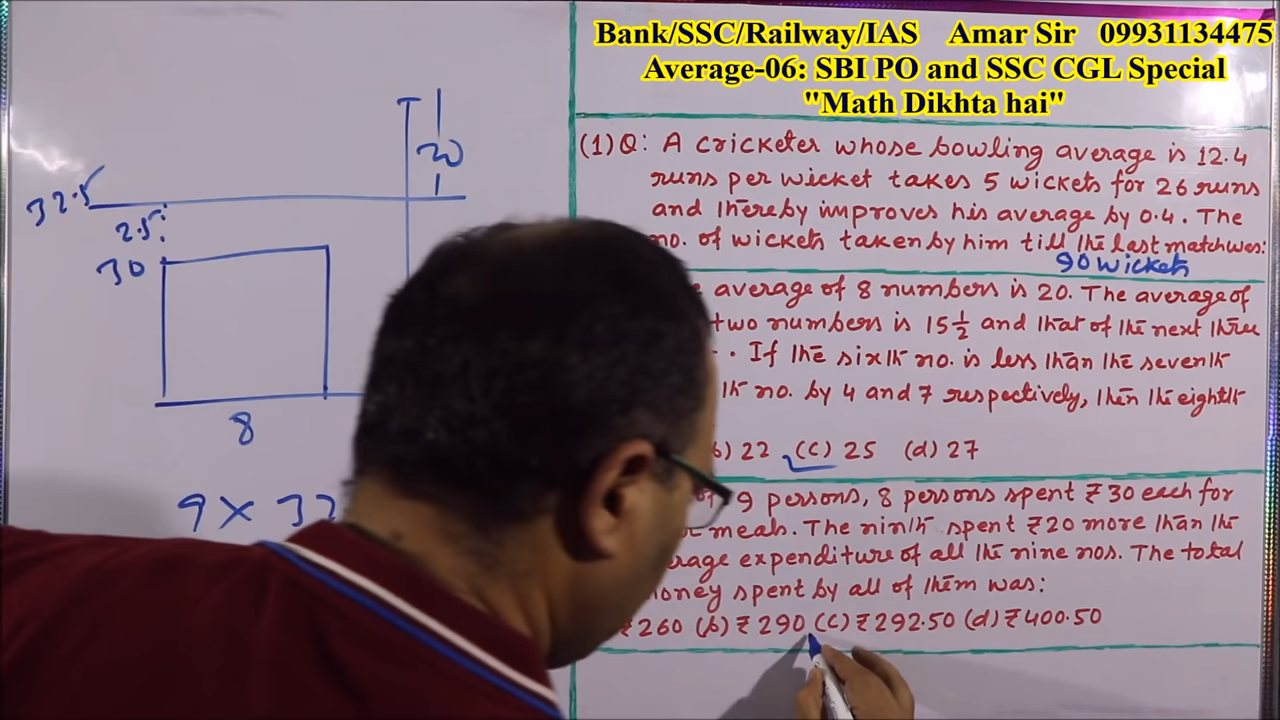 Bank/SSC/Railway/IAS Amar Sir 09931134475
Average-06: SBI PO and SSC CGL Special
"Math Dikhta hai"
(1) Q: A cricketer whose bowling average is 12.4
runs per wicket takes 5 wickets for 26 runs
and thereby improves his average by 0.4. The
no. of wickets taken by him till the last match was:
90 wickets
average of 8 numbers is 20. The average of
two numbers is 15 1/2 and that of the next three
. If the sixth no. is less than the seventh
no. by 4 and 7 respectively, then the eighth
22 (c) 25 (d) 27
9 persons, 8 persons spent ₹30 each for
meals. The ninth spent ₹20 more than the
expenditure of all the nine nos. The total
money spent by all of them was:
₹260 (b) ₹290 (c) ₹292.50 (d) ₹400.50
20
32.5
2.5
30
8
9 × 32